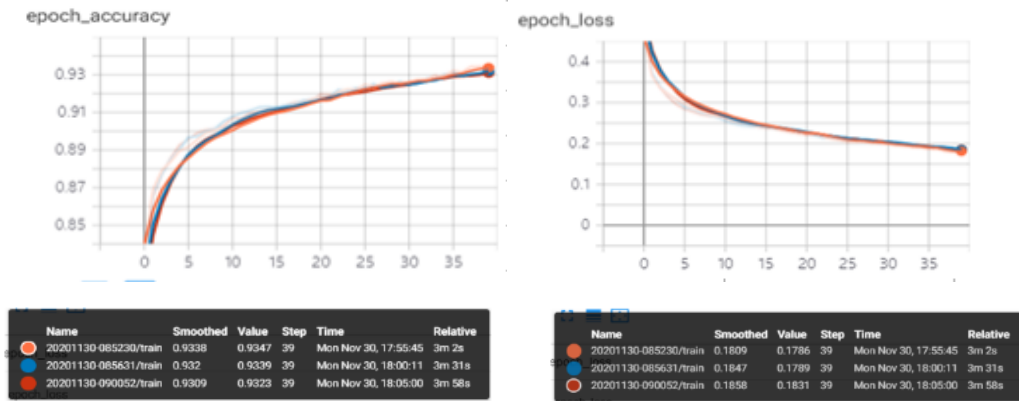 epoch_accuracy
0.93
0.91
0.89
0.87
0.85
0 5 10 15 20 25 30 35
Name Smoothed Value Step Time Relative
20201130-085230/train 0.9338 0.9347 39 Mon Nov 30, 17:55:45 3m 2s
20201130-085631/train 0.932 0.9339 39 Mon Nov 30, 18:00:11 3m 31s
20201130-090052/train 0.9309 0.9323 39 Mon Nov 30, 18:05:00 3m 58s
epoch_loss
epoch_loss
0.4
0.3
0.2
0.1
0
0 5 10 15 20 25 30 35
Name Smoothed Value Step Time Relative
20201130-085230/train 0.1809 0.1786 39 Mon Nov 30, 17:55:45 3m 2s
20201130-085631/train 0.1847 0.1789 39 Mon Nov 30, 18:00:11 3m 31s
20201130-090052/train 0.1858 0.1831 39 Mon Nov 30, 18:05:00 3m 58s